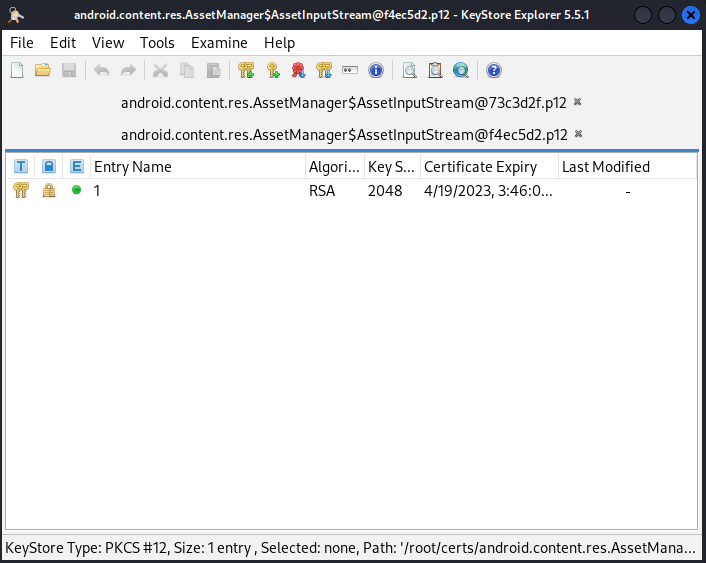 android.content.res.AssetManager$AssetInputStream@f4ec5d2.p12 - KeyStore Explorer 5.5.1
File Edit View Tools Examine Help
android.content.res.AssetManager$AssetInputStream@73c3d2f.p12
android.content.res.AssetManager$AssetInputStream@f4ec5d2.p12
T E Entry Name Algori... Key S... Certificate Expiry Last Modified
1 RSA 2048 4/19/2023, 3:46:0... -
KeyStore Type: PKCS #12, Size: 1 entry , Selected: none, Path: '/root/certs/android.content.res.AssetMana...